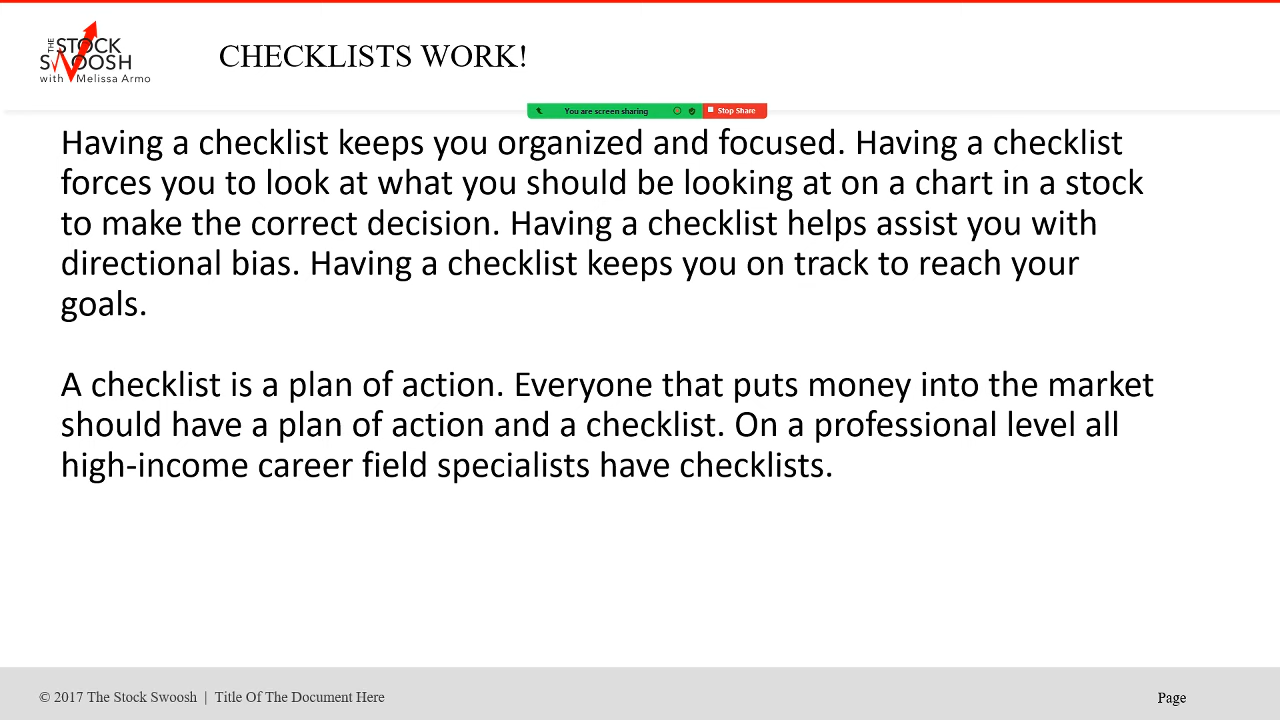 THE STOCK
SWOOSH
with Melissa Armo
CHECKLISTS WORK!
You are screen sharing
Stop Share
Having a checklist keeps you organized and focused. Having a checklist
forces you to look at what you should be looking at on a chart in a stock
to make the correct decision. Having a checklist helps assist you with
directional bias. Having a checklist keeps you on track to reach your
goals.
A checklist is a plan of action. Everyone that puts money into the market
should have a plan of action and a checklist. On a professional level all
high-income career field specialists have checklists.
© 2017 The Stock Swoosh | Title Of The Document Here
Page